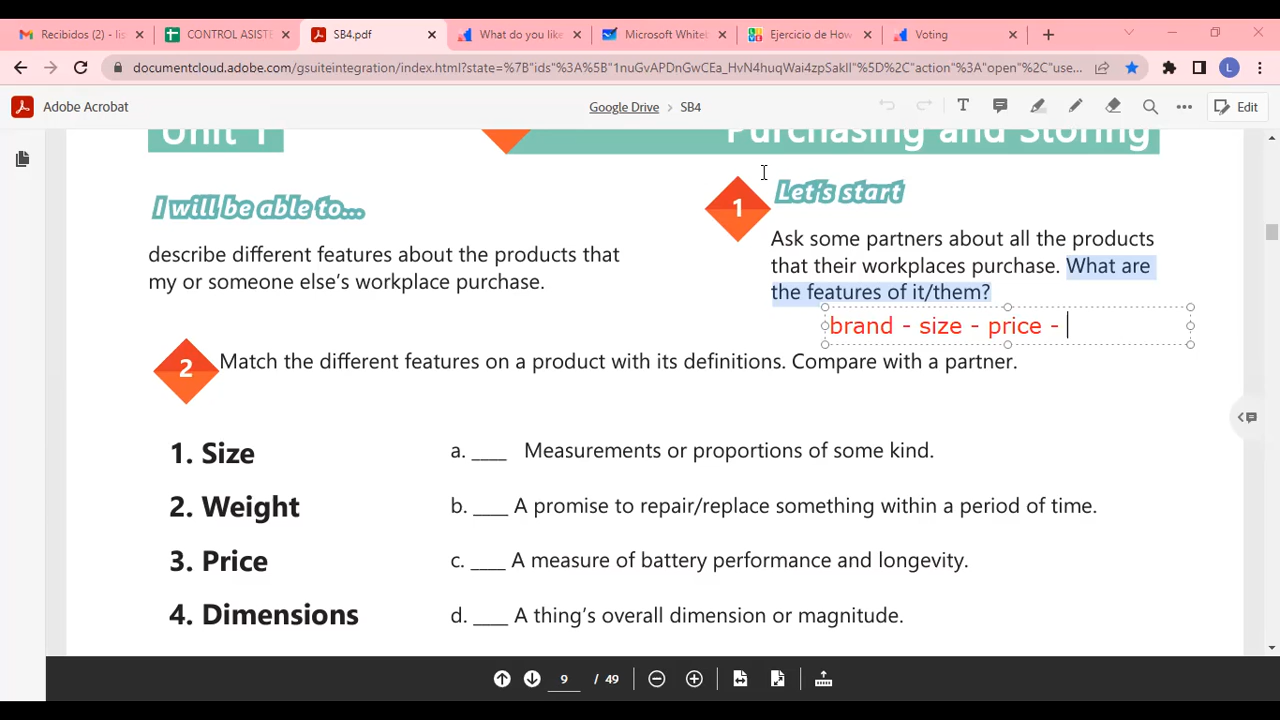 Recibidos (2) - lis
CONTROL ASISTE
SB4.pdf
What do you like
Microsoft Whiteb
Ejercicio de How
Voting
documentcloud.adobe.com/gsuiteintegration/index.html?state=%7B"ids"%3A%5B"1nuGvAPDnGwCEa_HvN4huqWai4zpSakIl"%5D%2C"action"%3A"open"%2C"use...
L
Adobe Acrobat
Google Drive > SB4
Edit
Unit 1
Purchasing and Storing
I will be able to...
describe different features about the products that
my or someone else's workplace purchase.
1
Let's start
Ask some partners about all the products
that their workplaces purchase. What are
the features of it/them?
brand - size - price -
2
Match the different features on a product with its definitions. Compare with a partner.
1. Size
a. ____ Measurements or proportions of some kind.
2. Weight
b. ____ A promise to repair/replace something within a period of time.
3. Price
c. ____ A measure of battery performance and longevity.
4. Dimensions
d. ____ A thing's overall dimension or magnitude.
9 / 49